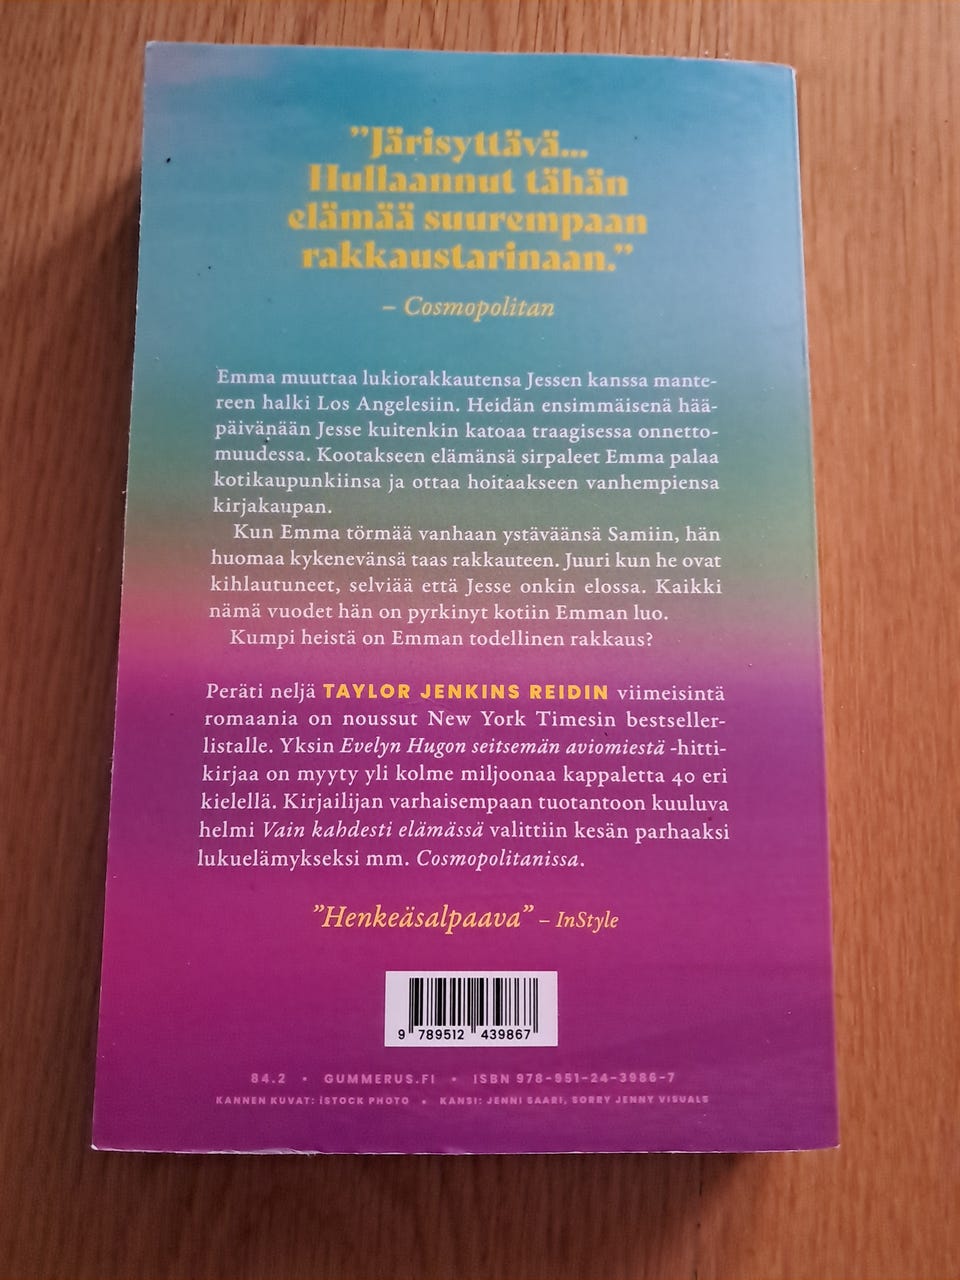 ”Järisyttävä...
Hullaannut tähän
elämää suurempaan
rakkaustarinaan.”
– Cosmopolitan
Emma muuttaa lukiorakkautensa Jessen kanssa mante-
reen halki Los Angelesiin. Heidän ensimmäisenä hää-
päivänään Jesse kuitenkin katoaa traagisessa onnetto-
muudessa. Kootakseen elämänsä sirpaleet Emma palaa
kotikaupunkiinsa ja ottaa hoitaakseen vanhempiensa
kirjakaupan.
Kun Emma törmää vanhaan ystäväänsä Samiin, hän
huomaa kykenevänsä taas rakkauteen. Juuri kun he ovat
kihlautuneet, selviää että Jesse onkin elossa. Kaikki
nämä vuodet hän on pyrkinyt kotiin Emman luo.
Kumpi heistä on Emman todellinen rakkaus?
Peräti neljä TAYLOR JENKINS REIDIN viimeisintä
romaania on noussut New York Timesin bestseller-
listalle. Yksin Evelyn Hugon seitsemän aviomiestä -hitti-
kirjaa on myyty yli kolme miljoonaa kappaletta 40 eri
kielellä. Kirjailijan varhaisempaan tuotantoon kuuluva
helmi Vain kahdesti elämässä valittiin kesän parhaaksi
lukuelämykseksi mm. Cosmopolitanissa.
”Henkeäsalpaava” – InStyle
9 789512 439867
84.2 • GUMMERUS.FI • ISBN 978-951-24-3986-7
KANNEN KUVAT: iSTOCK PHOTO • KANSI: JENNI SAARI, SORRY JENNY VISUALS